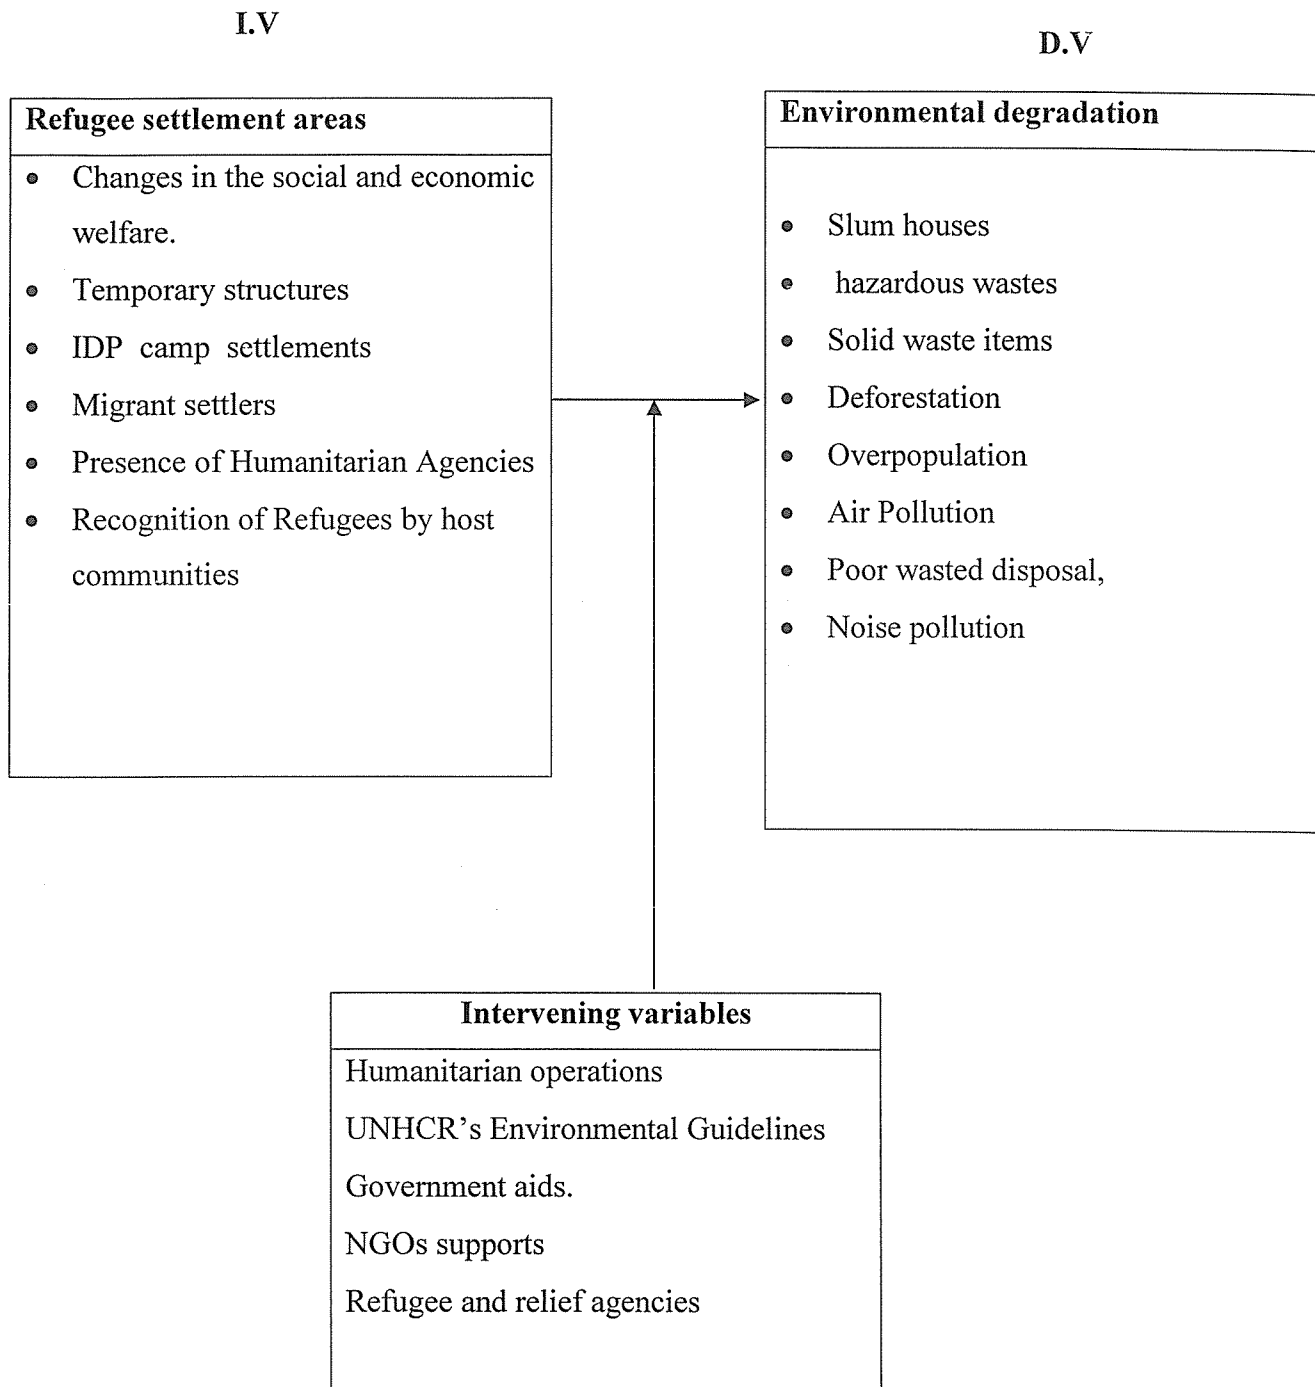 I.V
D.V
Refugee settlement areas
• Changes in the social and economic
welfare.
• Temporary structures
• IDP camp settlements
• Migrant settlers
• Presence of Humanitarian Agencies
• Recognition of Refugees by host
communities
Environmental degradation
• Slum houses
• hazardous wastes
• Solid waste items
• Deforestation
• Overpopulation
• Air Pollution
• Poor wasted disposal,
• Noise pollution
Intervening variables
Humanitarian operations
UNHCR’s Environmental Guidelines
Government aids.
NGOs supports
Refugee and relief agencies